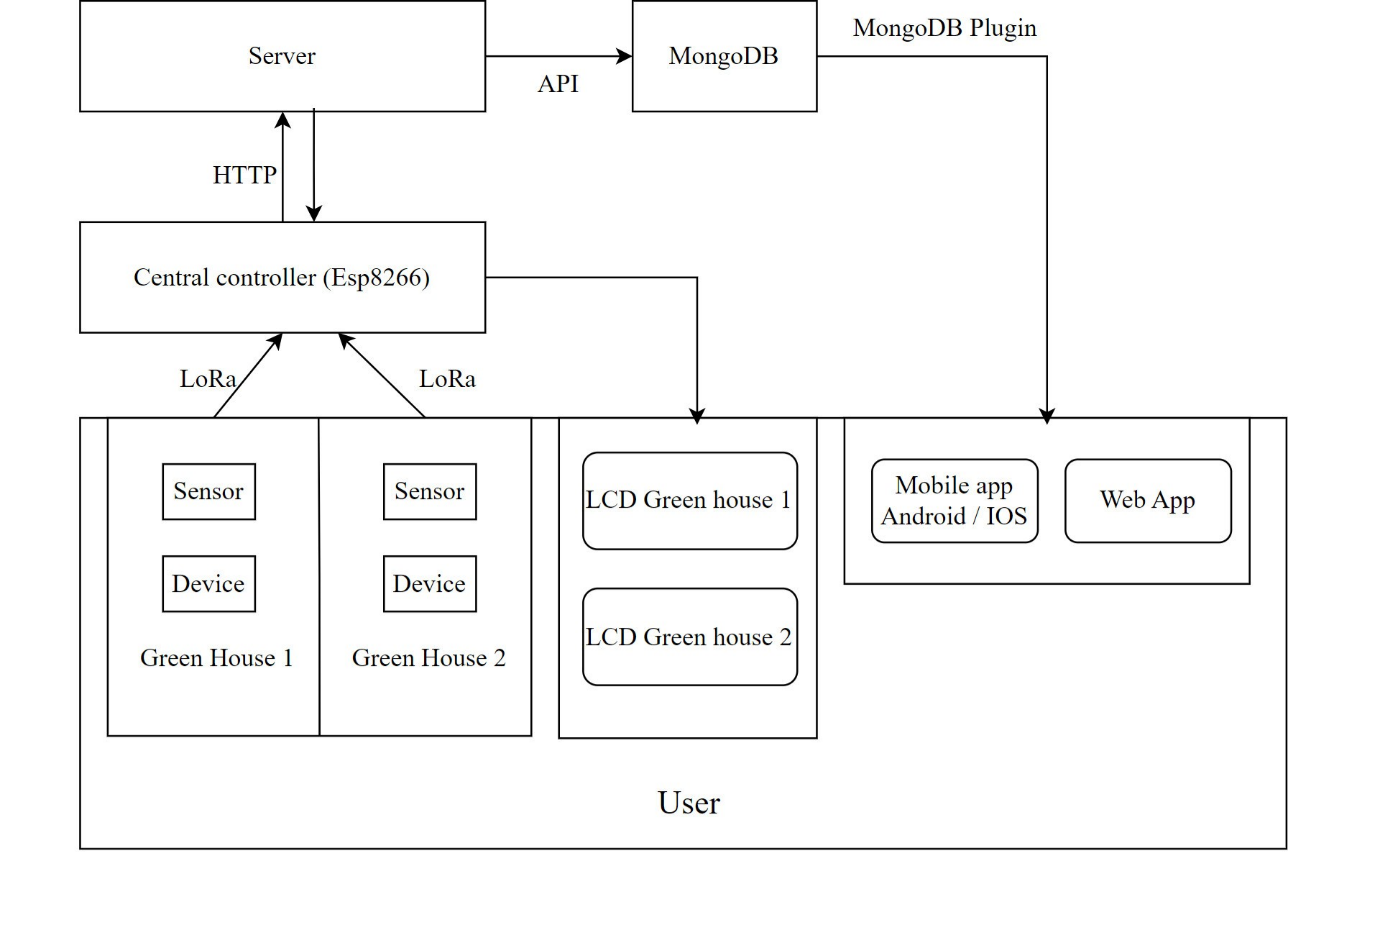 MongoDB Plugin
Server
MongoDB
API
HTTP
Central controller (Esp8266)
LoRa
LoRa
Sensor
Sensor
LCD Green house 1
Mobile app
Android / IOS
Web App
Device
Device
LCD Green house 2
Green House 1
Green House 2
User